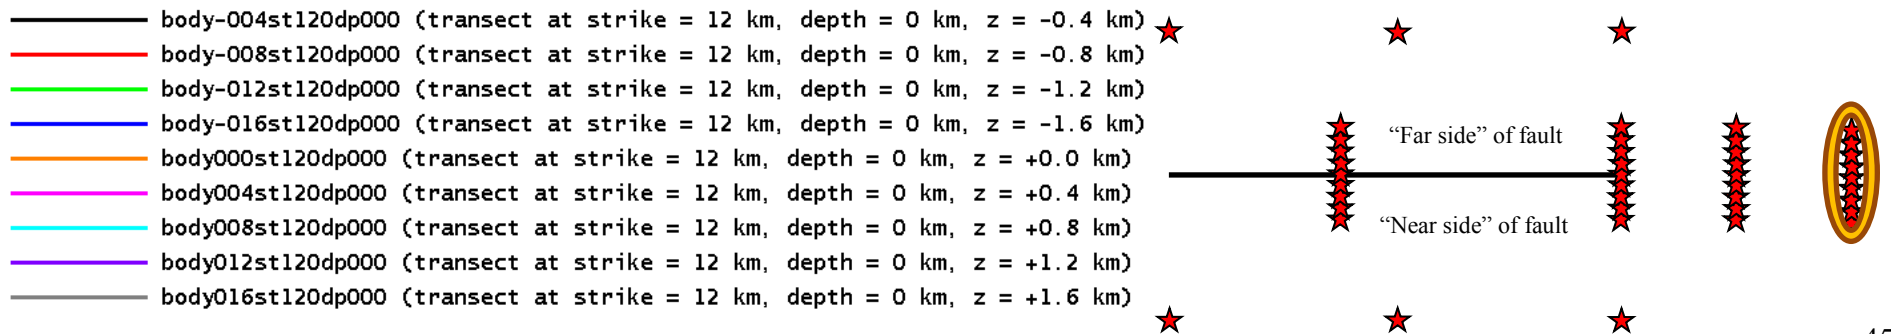 body-004st120dp000 (transect at strike = 12 km, depth = 0 km, z = -0.4 km)
body-008st120dp000 (transect at strike = 12 km, depth = 0 km, z = -0.8 km)
body-012st120dp000 (transect at strike = 12 km, depth = 0 km, z = -1.2 km)
body-016st120dp000 (transect at strike = 12 km, depth = 0 km, z = -1.6 km)
body000st120dp000 (transect at strike = 12 km, depth = 0 km, z = +0.0 km)
body004st120dp000 (transect at strike = 12 km, depth = 0 km, z = +0.4 km)
body008st120dp000 (transect at strike = 12 km, depth = 0 km, z = +0.8 km)
body012st120dp000 (transect at strike = 12 km, depth = 0 km, z = +1.2 km)
body016st120dp000 (transect at strike = 12 km, depth = 0 km, z = +1.6 km)
“Far side” of fault
“Near side” of fault